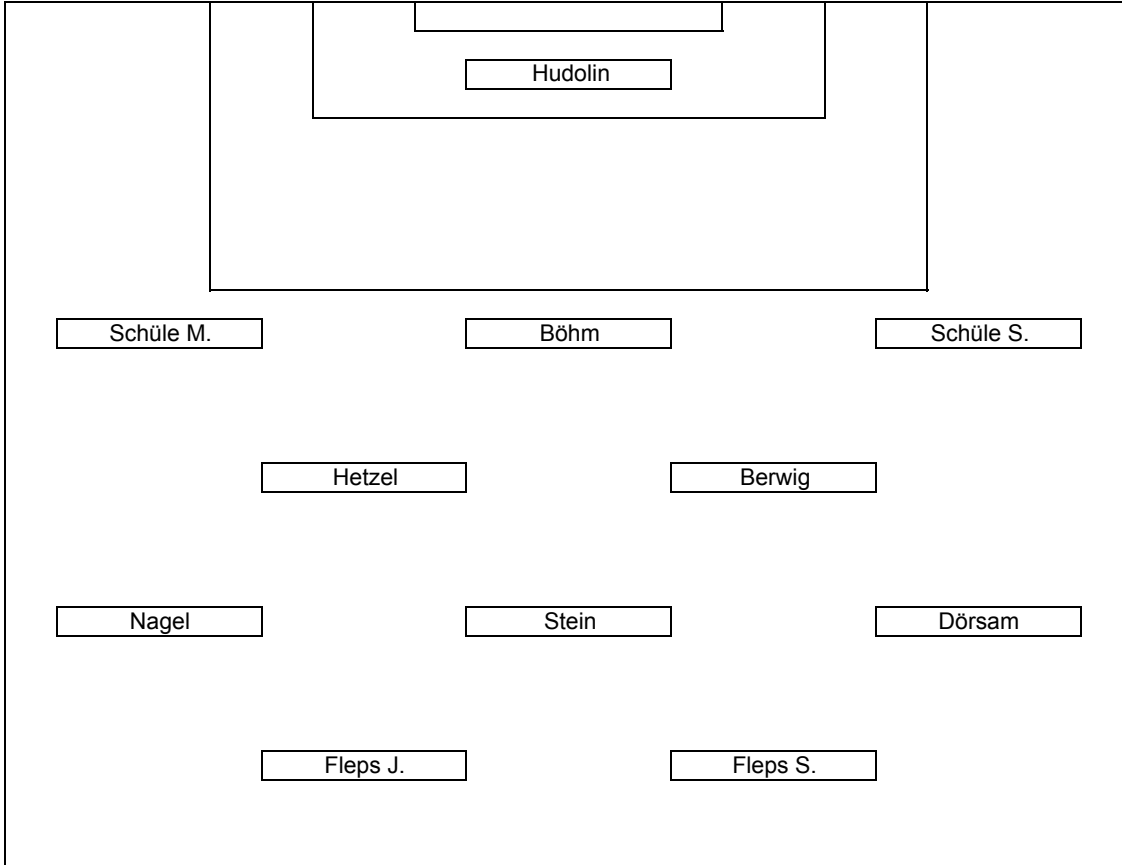 Hudolin
Schüle M.
Böhm
Schüle S.
Hetzel
Berwig
Nagel
Stein
Dörsam
Fleps J.
Fleps S.